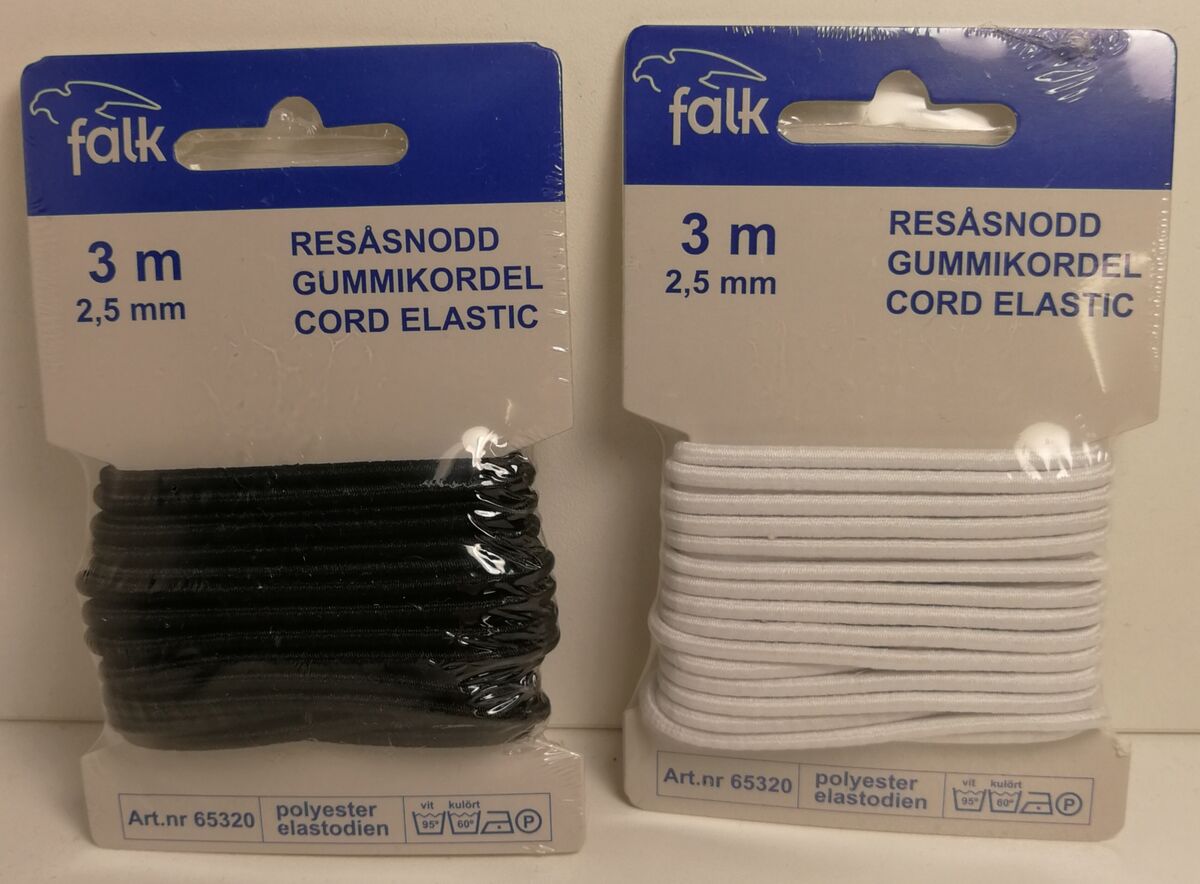 falk
3 m
2,5 mm
RESÅSNODD
GUMMIKORDEL
CORD ELASTIC
Art.nr 65320
polyester
elastodien
vit kulört
95° 60° P
falk
3 m
2,5 mm
RESÅSNODD
GUMMIKORDEL
CORD ELASTIC
Art.nr 65320
polyester
elastodien
vit kulört
95° 60° P